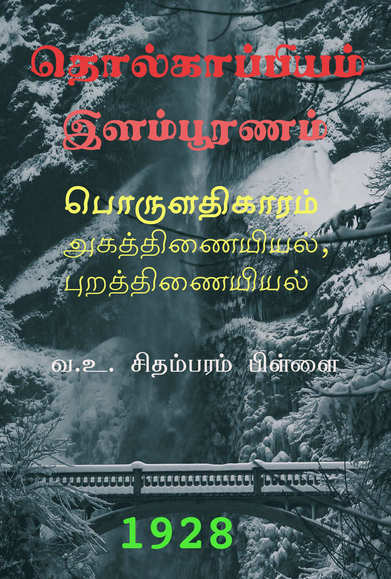 தொல்காப்பியம்
இளம்பூரணம்
பொருளதிகாரம்
அகத்திணையியல்,
புறத்திணையியல்
வ.உ. சிதம்பரம் பிள்ளை
1928